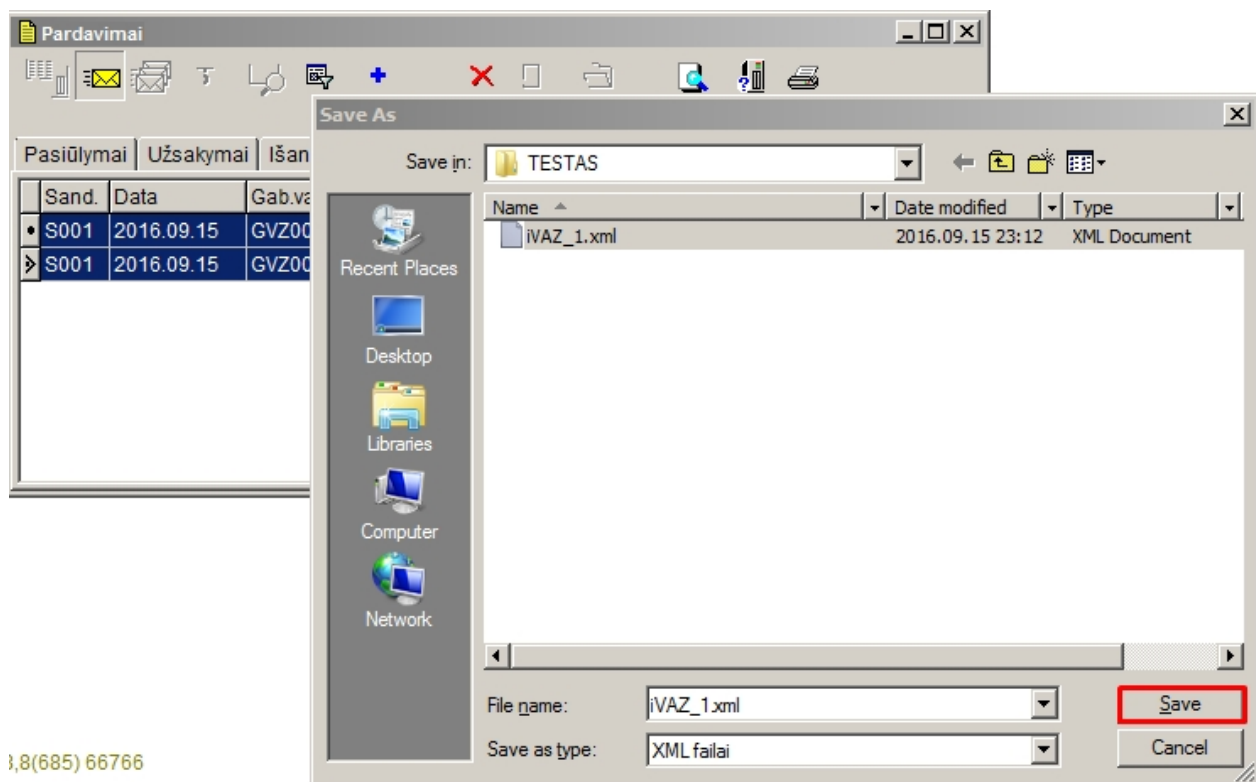 Pardavimai
Save As
Pasiūlymai Užsakymai Išan
Save in: TESTAS
Sand. Data Gab.va
S001 2016.09.15 GVZ00
S001 2016.09.15 GVZ00
Name Date modified Type
iVAZ_1.xml 2016.09.15 23:12 XML Document
Recent Places
Desktop
Libraries
Computer
Network
File name: iVAZ_1.xml Save
Save as type: XML failai Cancel
3,8(685) 66766